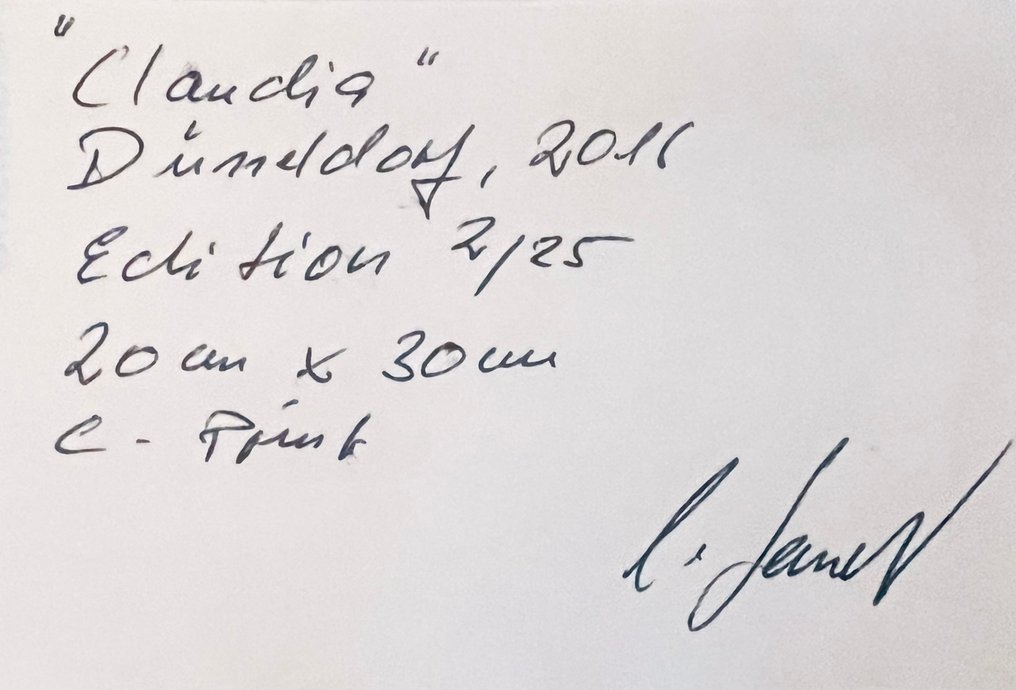 "Claudia"
Düsseldorf, 2011
Edition 2/25
20cm x 30cm
C - Print